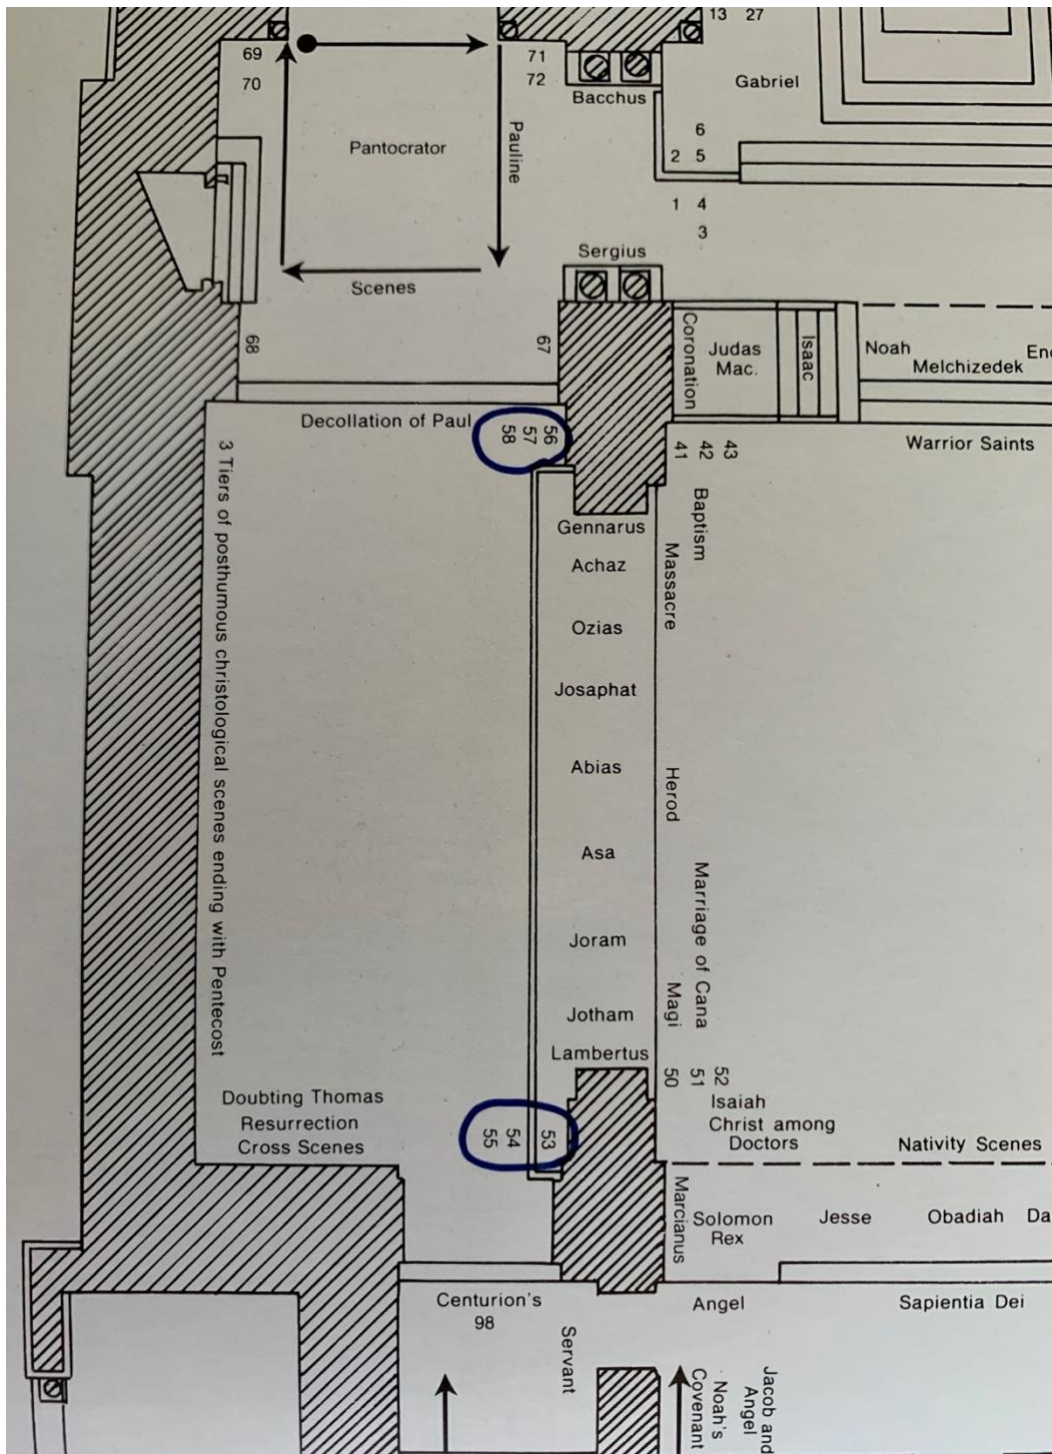 13 27
69
70
71
72
Bacchus
Gabriel
Pantocrator
Pauline
6
2 5
1 4
3
Sergius
Scenes
68
67
Coronation
Judas
Mac.
Isaac
Noah
Melchizedek
Decollation of Paul
56
57
58
43
42
41
Warrior Saints
3 Tiers of posthumous christological scenes ending with Pentecost
Gennarus
Baptism
Massacre
Achaz
Ozias
Josaphat
Abias
Herod
Asa
Marriage of Cana
Joram
Magi
Jotham
Lambertus
52
51
50
Isaiah
Christ among
Doctors
Nativity Scenes
Doubting Thomas
Resurrection
Cross Scenes
53
54
55
Marcianus
Solomon
Rex
Jesse
Obadiah Da
Centurion's
98
Servant
Angel
Sapientia Dei
Jacob and
Angel
Noah's
Covenant